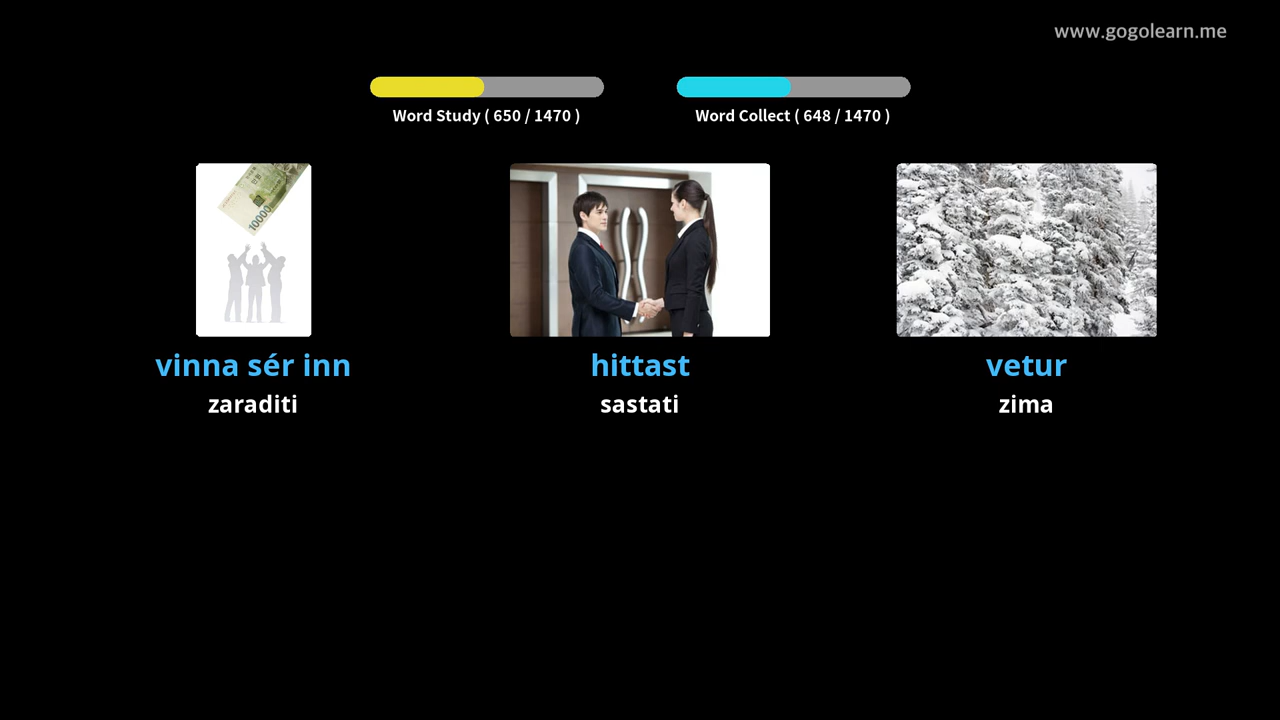 www.gogolearn.me
Word Study ( 650 / 1470 )
Word Collect ( 648 / 1470 )
10000
vinna sér inn
hittast
vetur
zaraditi
sastati
zima